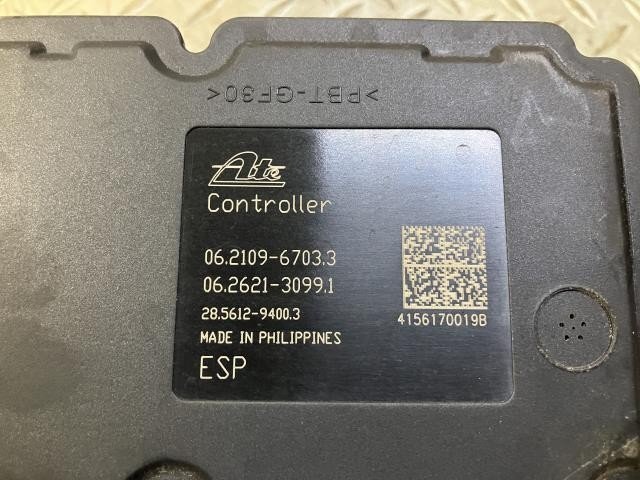 >PBT-GF30<
Ate
Controller
06.2109-6703.3
06.2621-3099.1
28.5612-9400.3
4156170019B
MADE IN PHILIPPINES
ESP